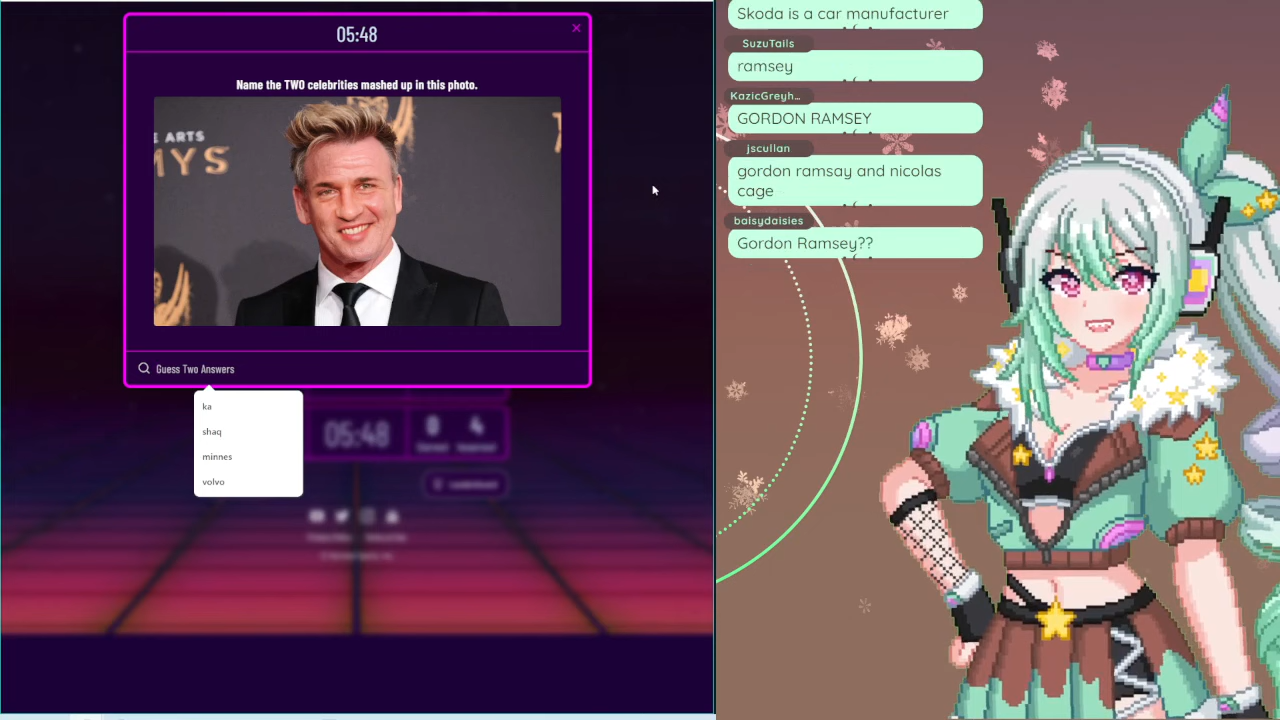 05:48
×
Name the TWO celebrities mashed up in this photo.
E ARTS
MYS
Guess Two Answers
ka
shaq
minnes
volvo
05:48
0
4
Leaderboard
Skoda is a car manufacturer
SuzuTails
ramsey
KazicGreyh…
GORDON RAMSEY
jscullan
gordon ramsay and nicolas
cage
baisydaisies
Gordon Ramsey??